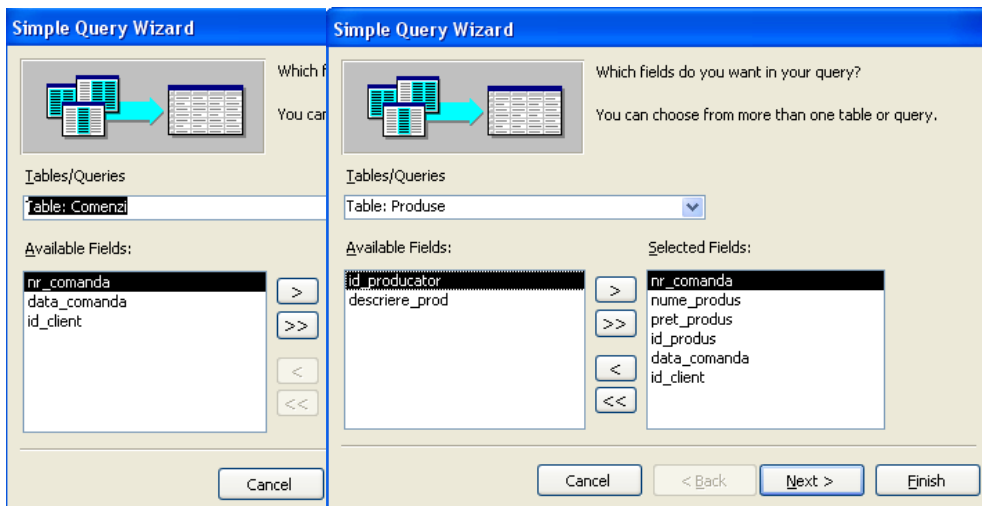 Simple Query Wizard
Which f
You car
Tables/Queries
Table: Comenzi
Available Fields:
nr_comanda
data_comanda
id_client
>
>>
<
<<
Cancel
Simple Query Wizard
Which fields do you want in your query?
You can choose from more than one table or query.
Tables/Queries
Table: Produse
Available Fields:
id_producator
descriere_prod
>
>>
<
<<
Selected Fields:
nr_comanda
nume_produs
pret_produs
id_produs
data_comanda
id_client
Cancel
< Back
Next >
Finish